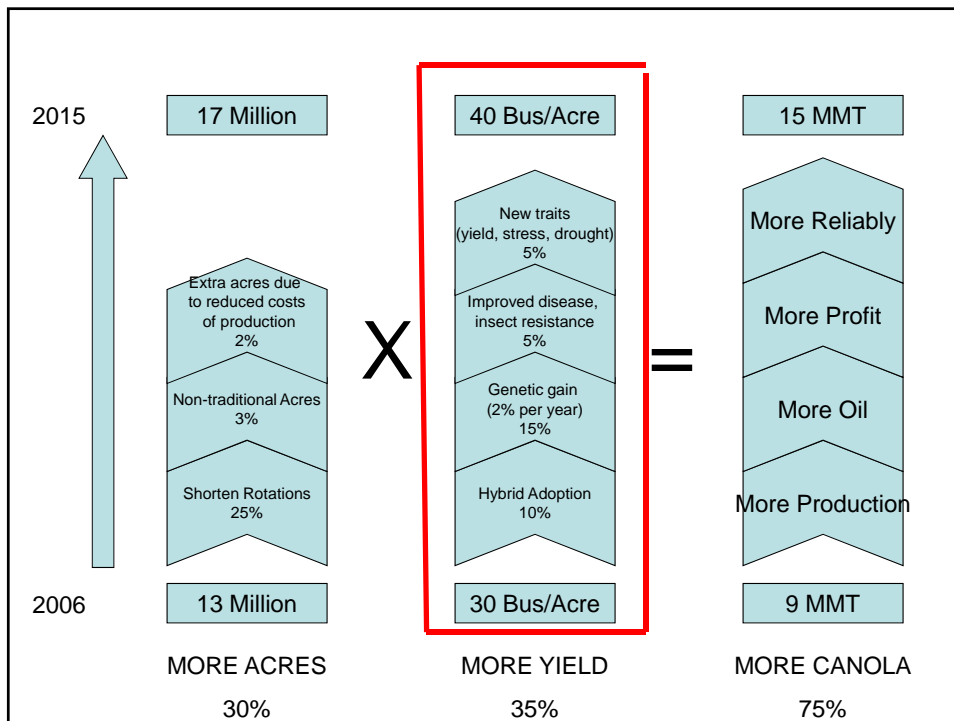 2015
17 Million
40 Bus/Acre
15 MMT
Extra acres due
to reduced costs
of production
2%
Non-traditional Acres
3%
Shorten Rotations
25%
X
New traits
(yield, stress, drought)
5%
Improved disease,
insect resistance
5%
Genetic gain
(2% per year)
15%
Hybrid Adoption
10%
=
More Reliably
More Profit
More Oil
More Production
2006
13 Million
30 Bus/Acre
9 MMT
MORE ACRES
MORE YIELD
MORE CANOLA
30%
35%
75%